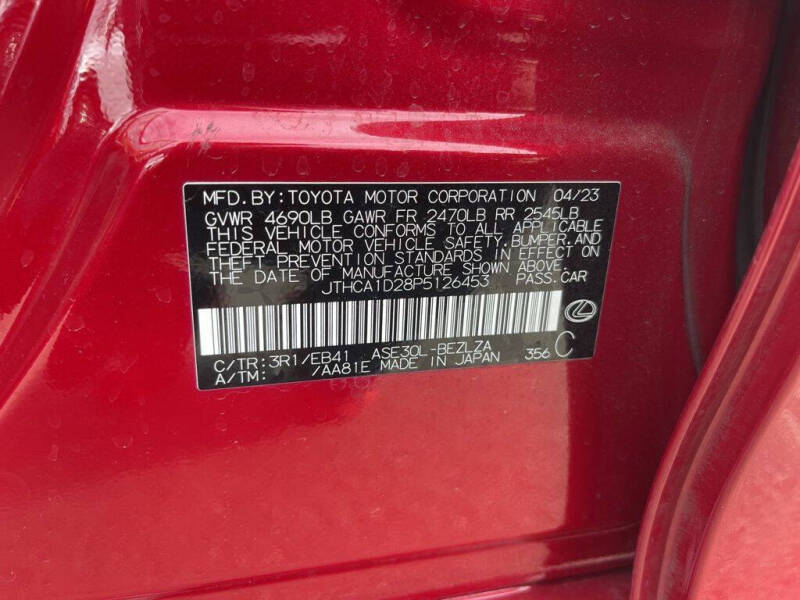 MFD.BY:TOYOTA MOTOR CORPORATION 04/23
GVWR 4690LB GAWR FR 2470LB RR 2545LB
THIS VEHICLE CONFORMS TO ALL APPLICABLE
FEDERAL MOTOR VEHICLE SAFETY,BUMPER,AND
THEFT PREVENTION STANDARDS IN EFFECT ON
THE DATE OF MANUFACTURE SHOWN ABOVE.
JTHCA1D28P5126453 PASS.CAR
C/TR:3R1/EB41 ASE30L-BEZLZA 356 C
A/TM: /AA81E MADE IN JAPAN